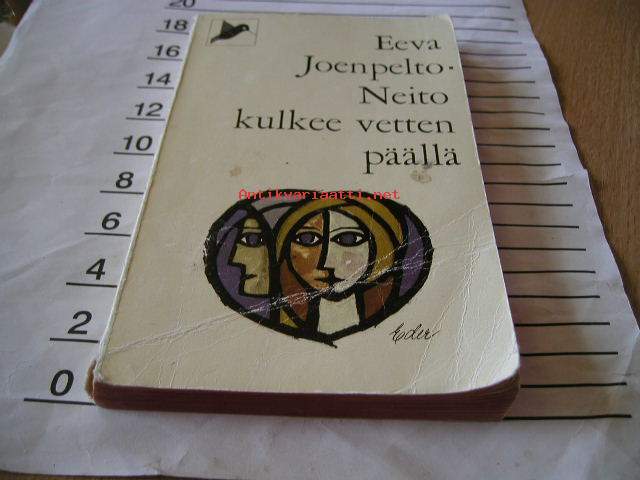 Eeva
Joenpelto·
Neito
kulkee vetten
päällä
Antikvariaatti.net
Eder
20
18
16
14
12
10
8
6
4
2
0